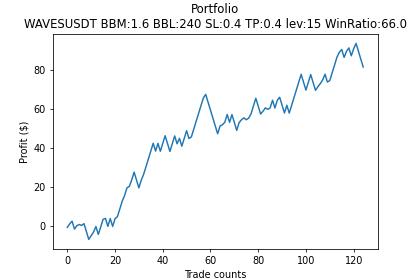 Portfolio
WAVESUSDT BBM:1.6 BBL:240 SL:0.4 TP:0.4 lev:15 WinRatio:66.0
80
60
40
20
0
Profit ($)
0 20 40 60 80 100 120
Trade counts